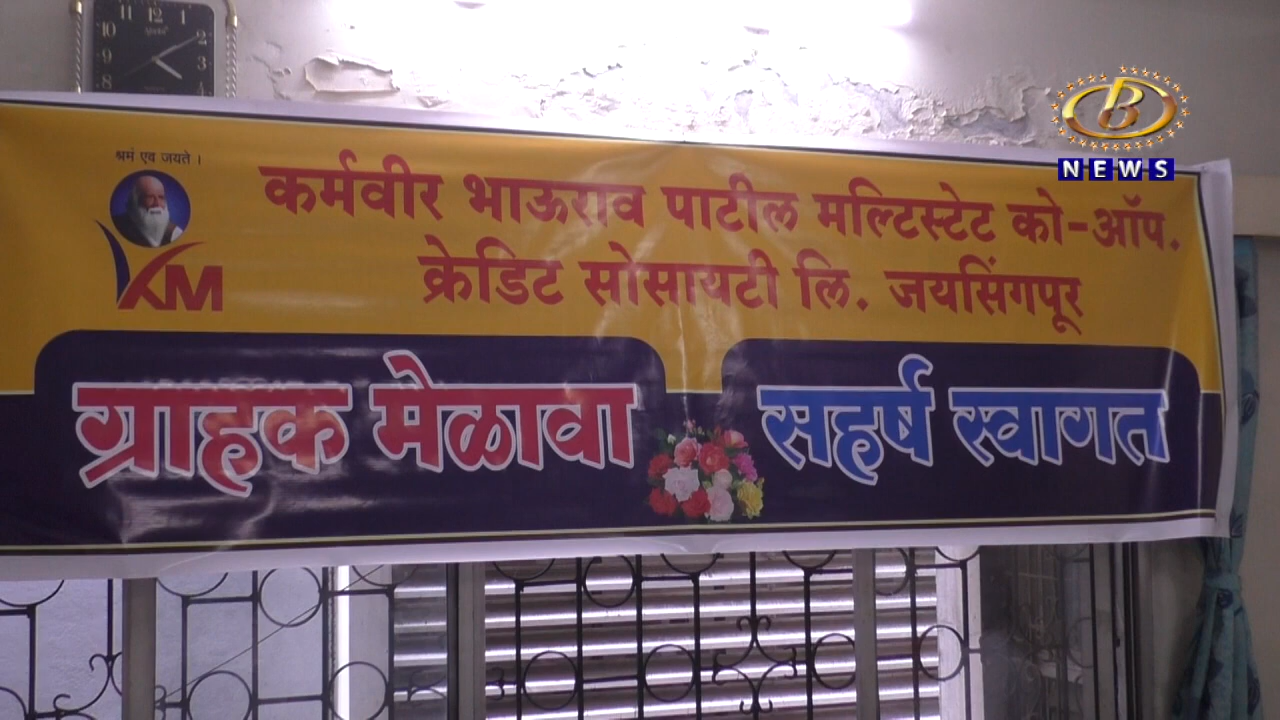 B
NEWS
श्रमं एव जयते ।
KM
कर्मवीर भाऊराव पाटील मल्टिस्टेट को-ऑप.
क्रेडिट सोसायटी लि. जयसिंगपूर
ग्राहक मेळावा
सहर्ष स्वागत